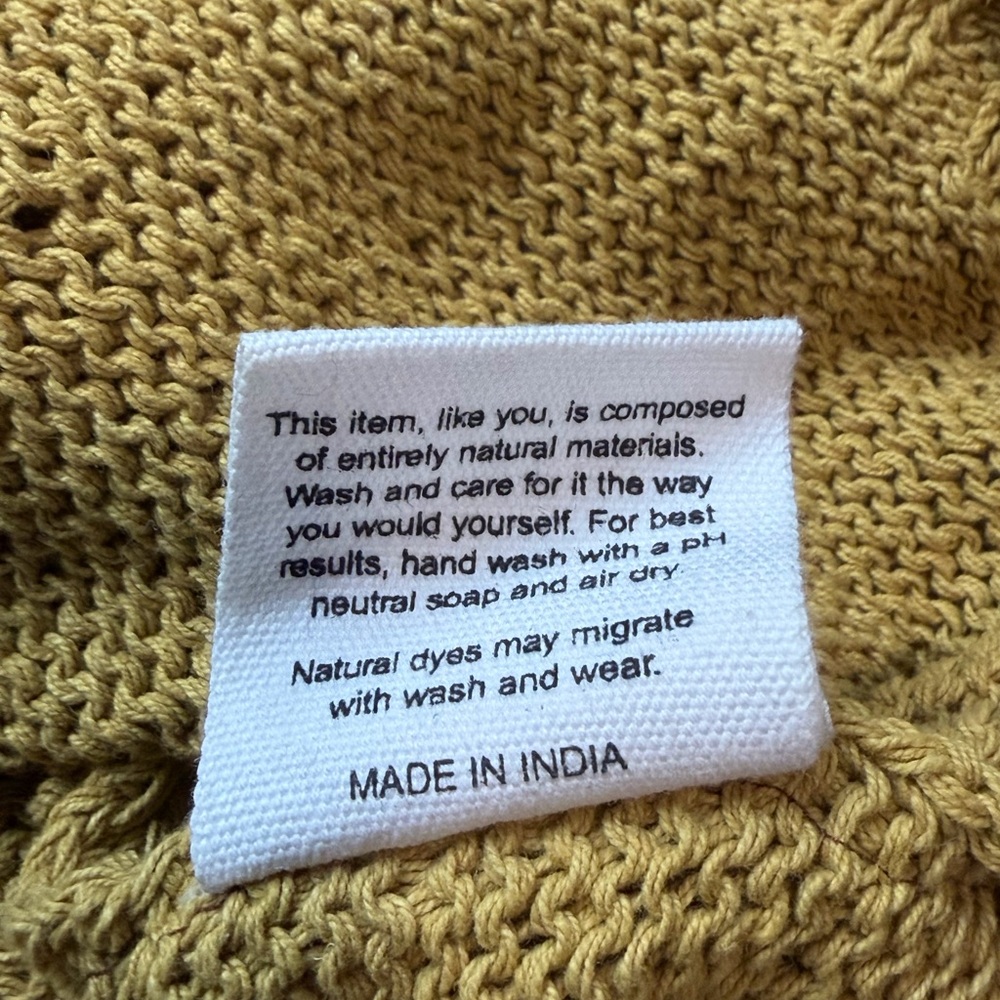 This item, like you, is composed
of entirely natural materials.
Wash and care for it the way
you would yourself. For best
results, hand wash with a pH
neutral soap and air dry
Natural dyes may migrate
with wash and wear.
MADE IN INDIA